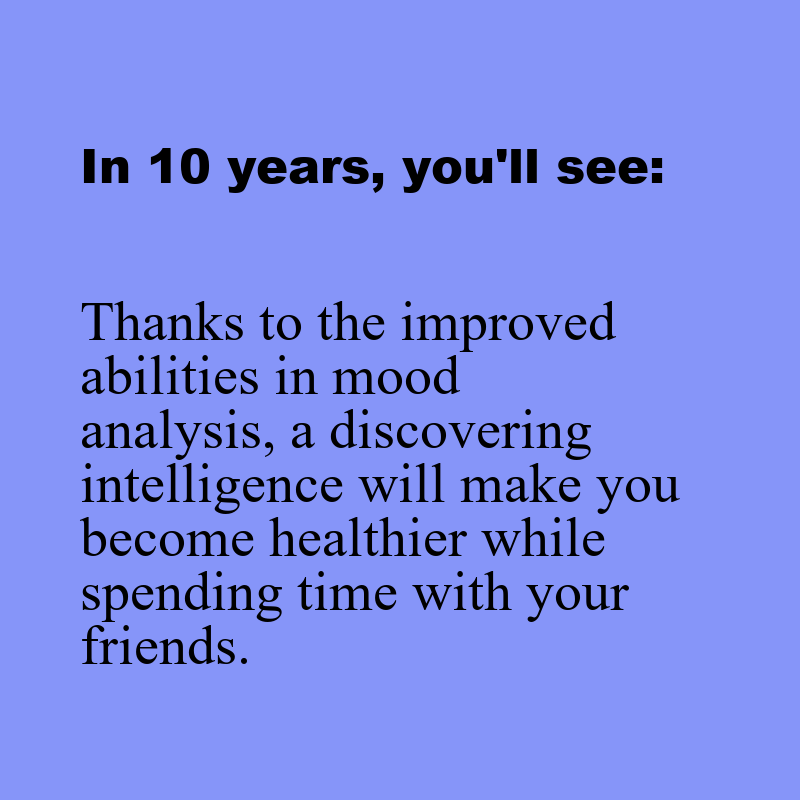 In 10 years, you'll see:
Thanks to the improved
abilities in mood
analysis, a discovering
intelligence will make you
become healthier while
spending time with your
friends.